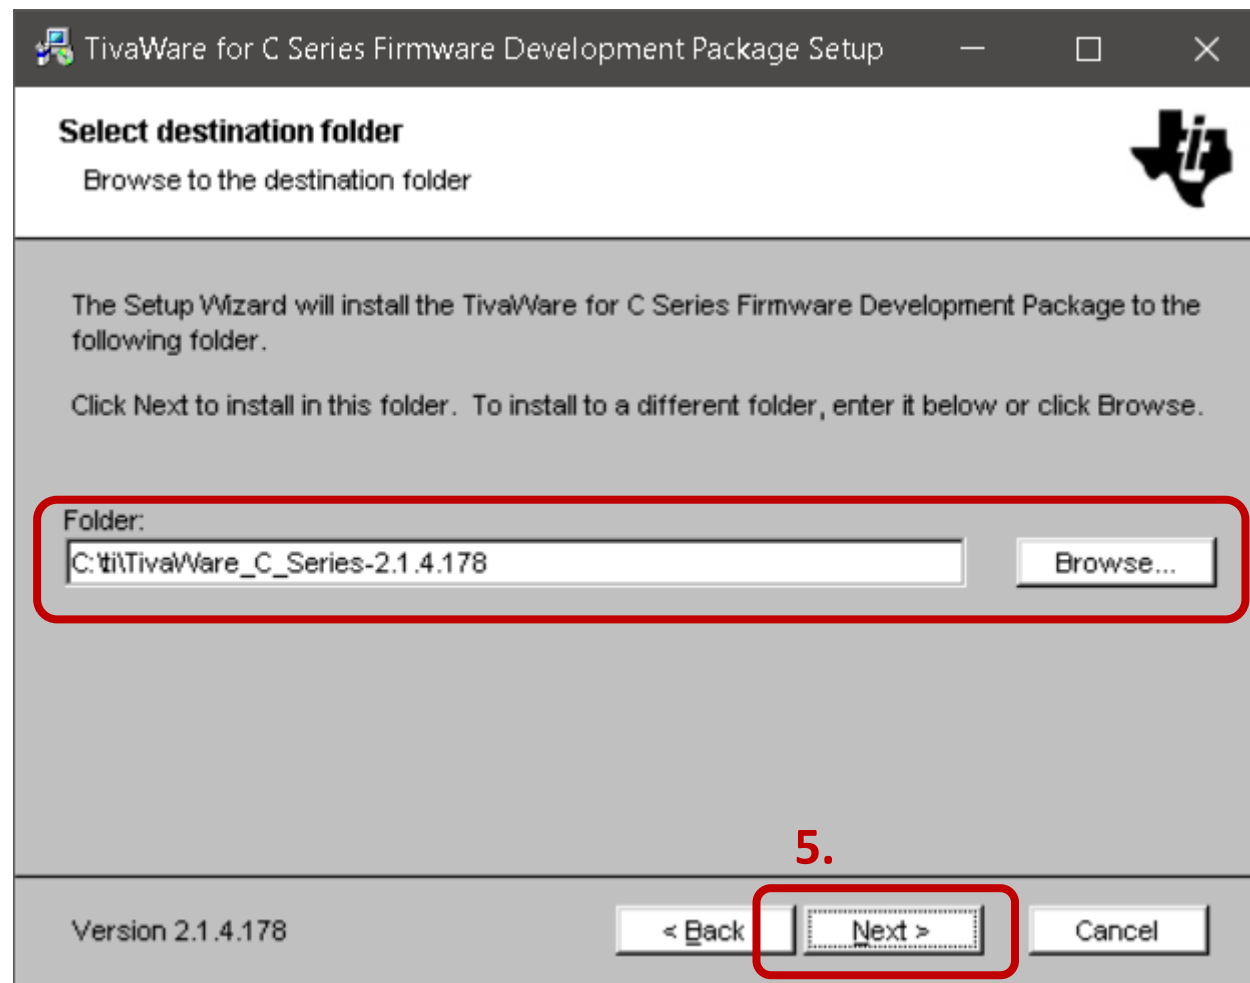 TivaWare for C Series Firmware Development Package Setup
Select destination folder
Browse to the destination folder
ti
The Setup Wizard will install the TivaWare for C Series Firmware Development Package to the
following folder.
Click Next to install in this folder. To install to a different folder, enter it below or click Browse.
Folder:
C:\ti\TivaWare_C_Series-2.1.4.178
Browse...
5.
Version 2.1.4.178
< Back
Next >
Cancel